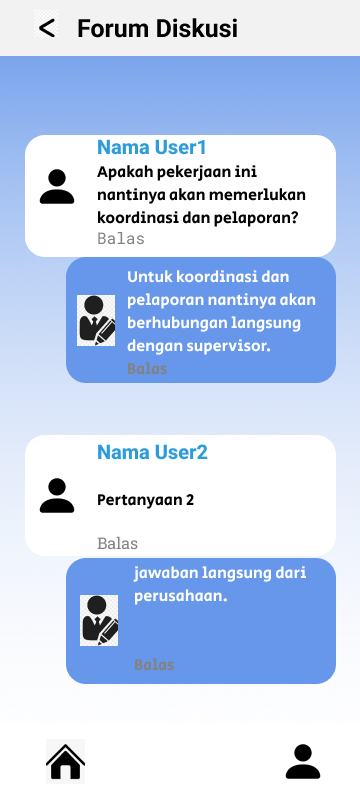 Forum Diskusi
Nama User1
Apakah pekerjaan ini
nantinya akan memerlukan
koordinasi dan pelaporan?
Balas
Untuk koordinasi dan
pelaporan nantinya akan
berhubungan langsung
dengan supervisor.
Balas
Nama User2
Pertanyaan 2
Balas
jawaban langsung dari
perusahaan.
Balas